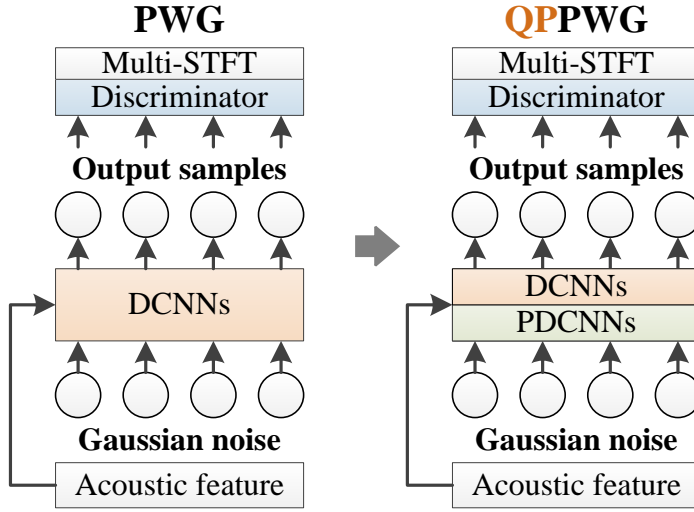 PWG
Multi-STFT
Discriminator
Output samples
DCNNs
Gaussian noise
Acoustic feature
QPPWG
Multi-STFT
Discriminator
Output samples
DCNNs
PDCNNs
Gaussian noise
Acoustic feature